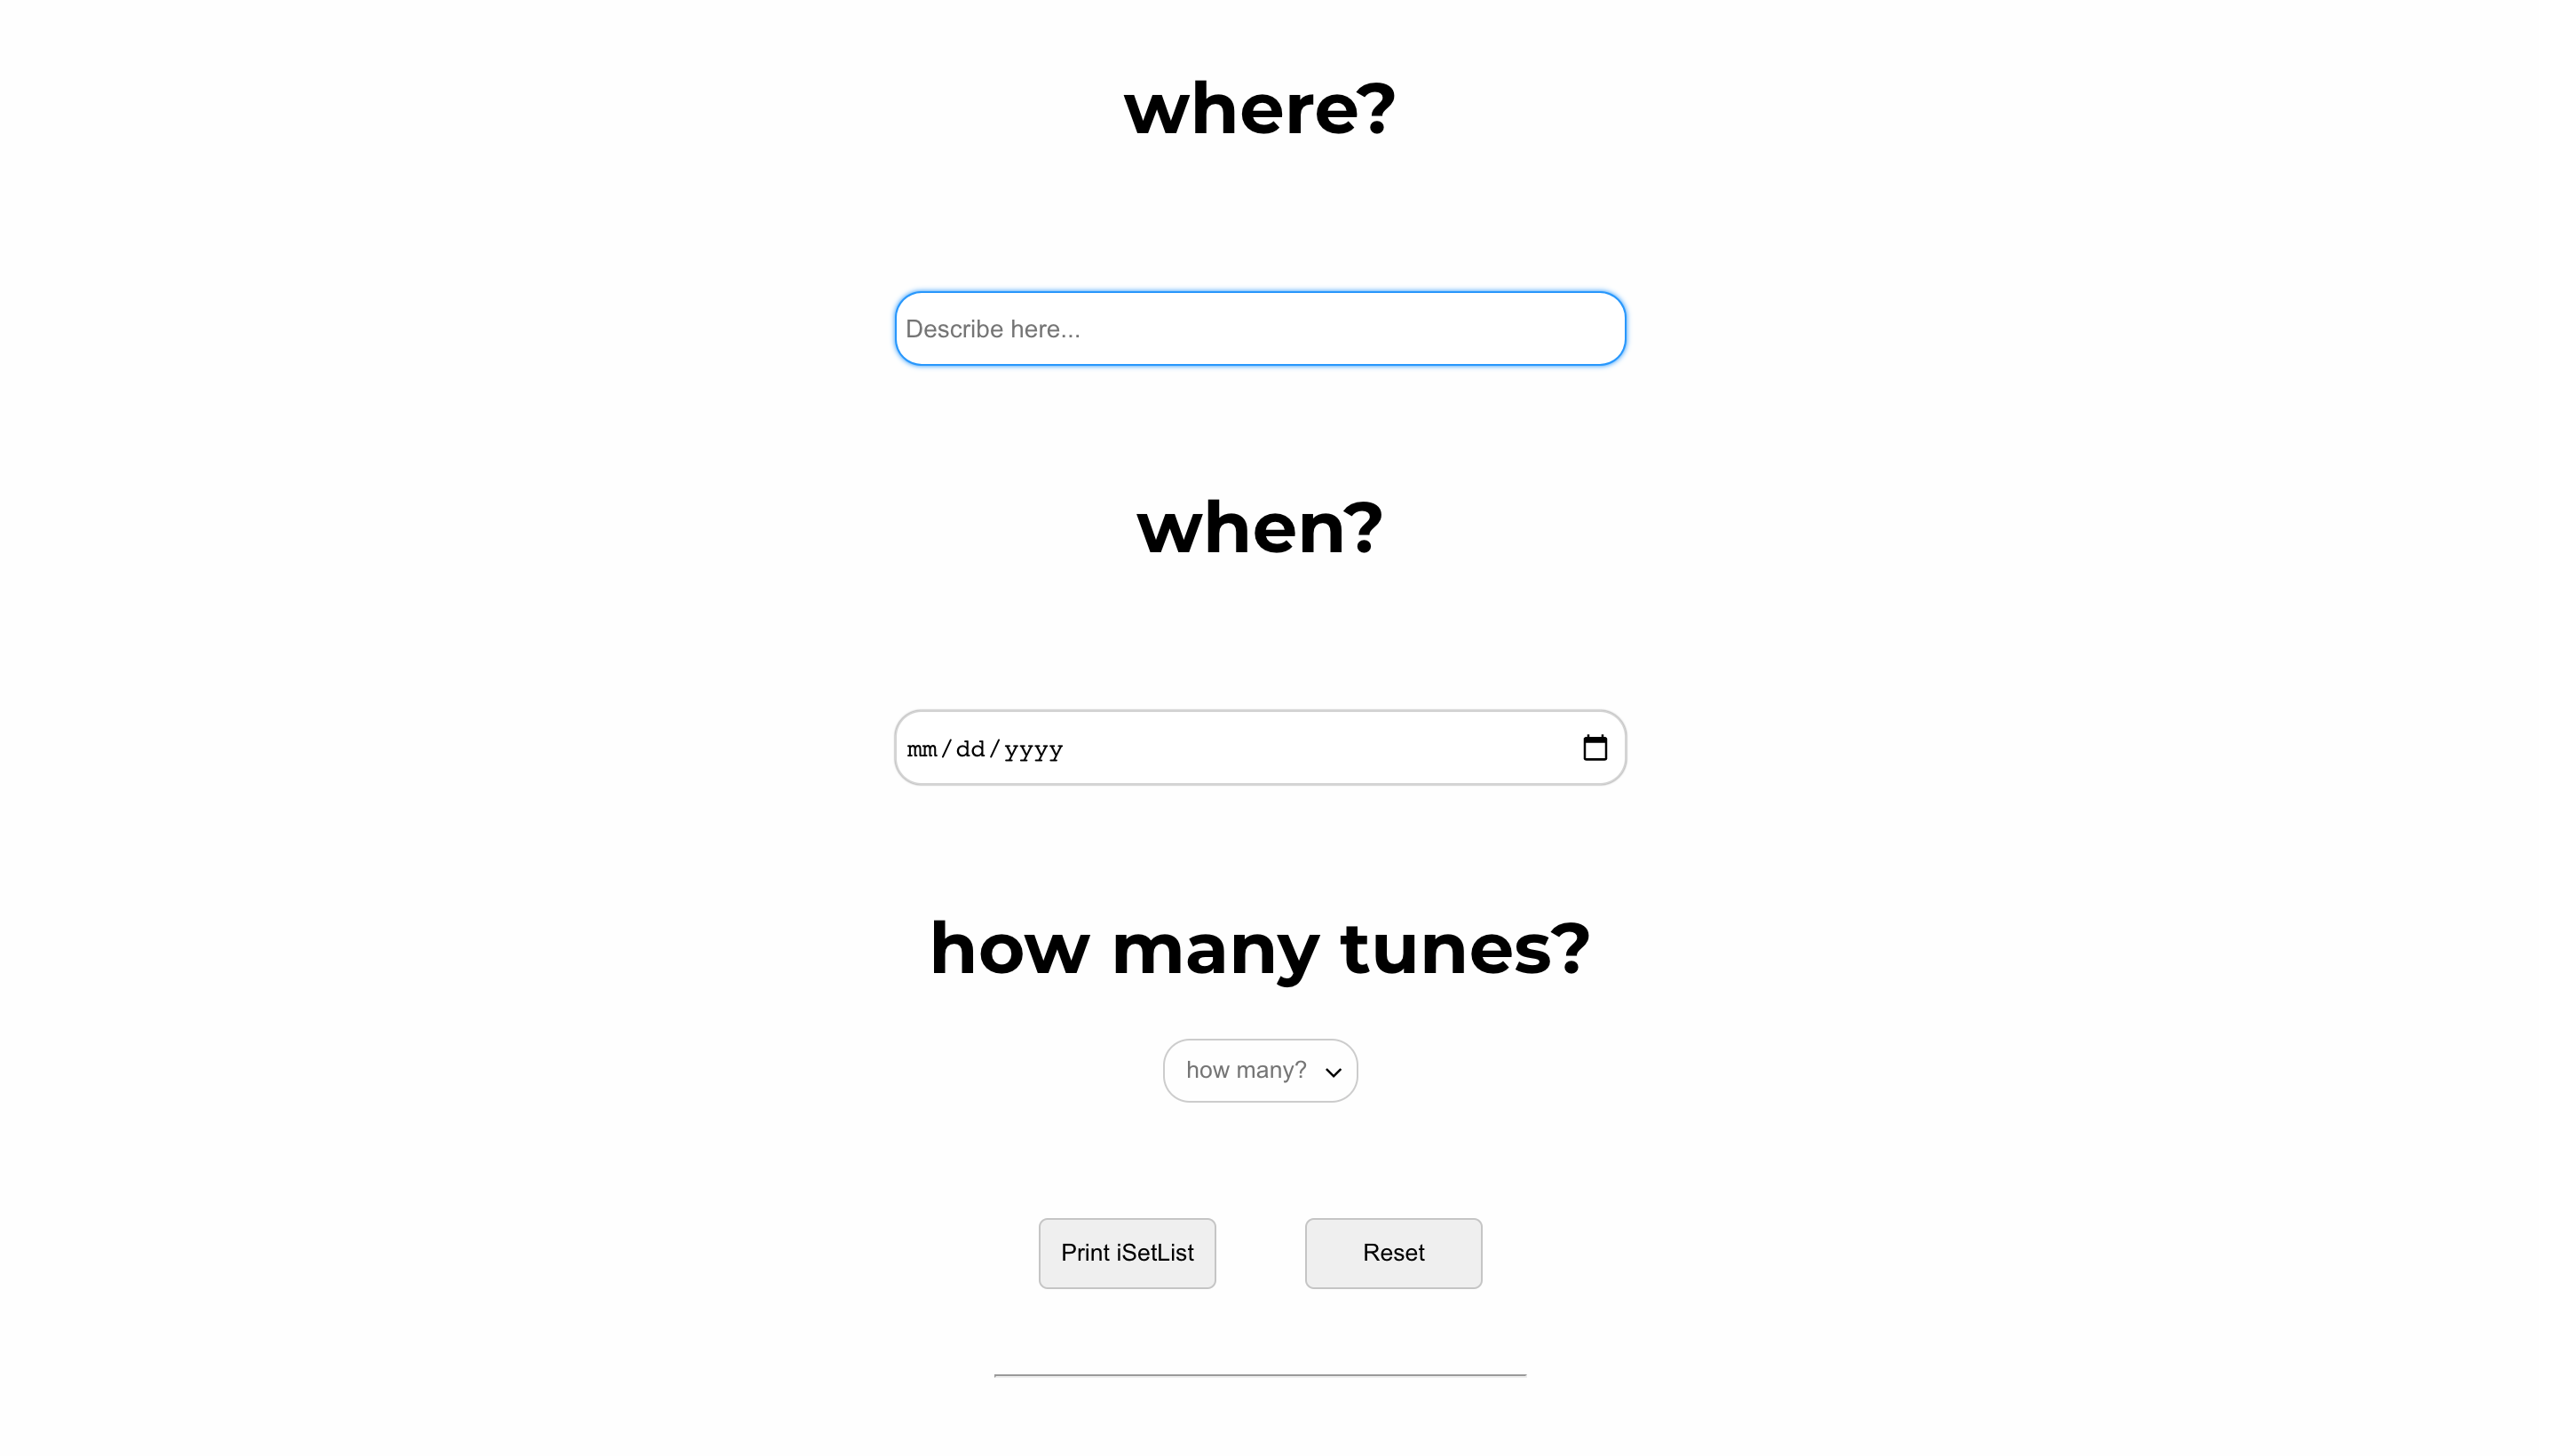 where?
Describe here...
when?
mm/dd/yyyy
how many tunes?
how many?
Print iSetList
Reset